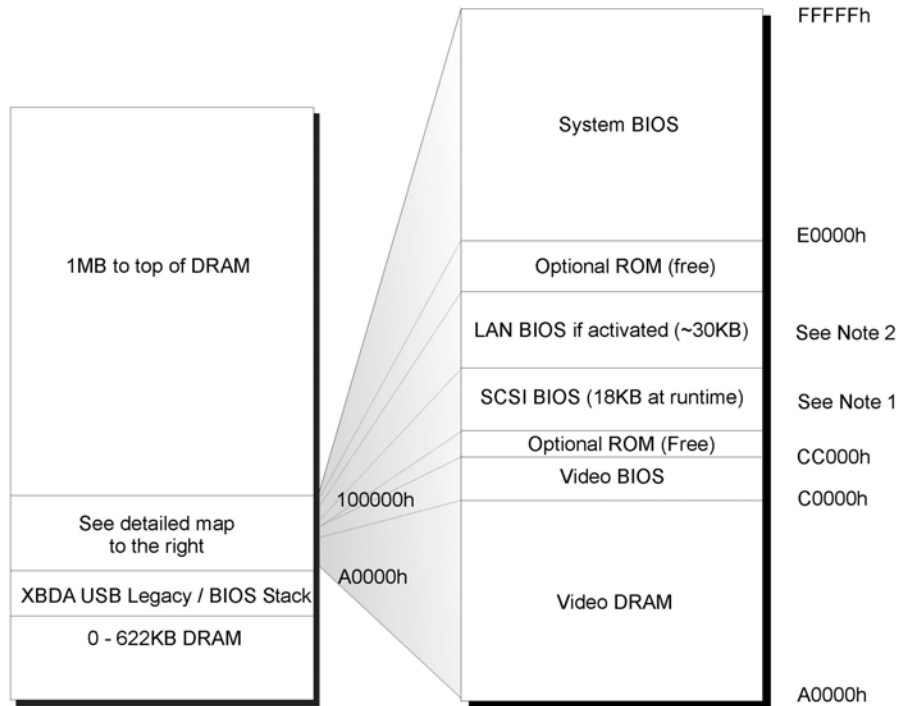 1MB to top of DRAM
See detailed map
to the right
XBDA USB Legacy / BIOS Stack
0 - 622KB DRAM
100000h
A0000h
System BIOS
Optional ROM (free)
LAN BIOS if activated (~30KB)
SCSI BIOS (18KB at runtime)
Optional ROM (Free)
Video BIOS
Video DRAM
FFFFFh
E0000h
See Note 2
See Note 1
CC000h
C0000h
A0000h